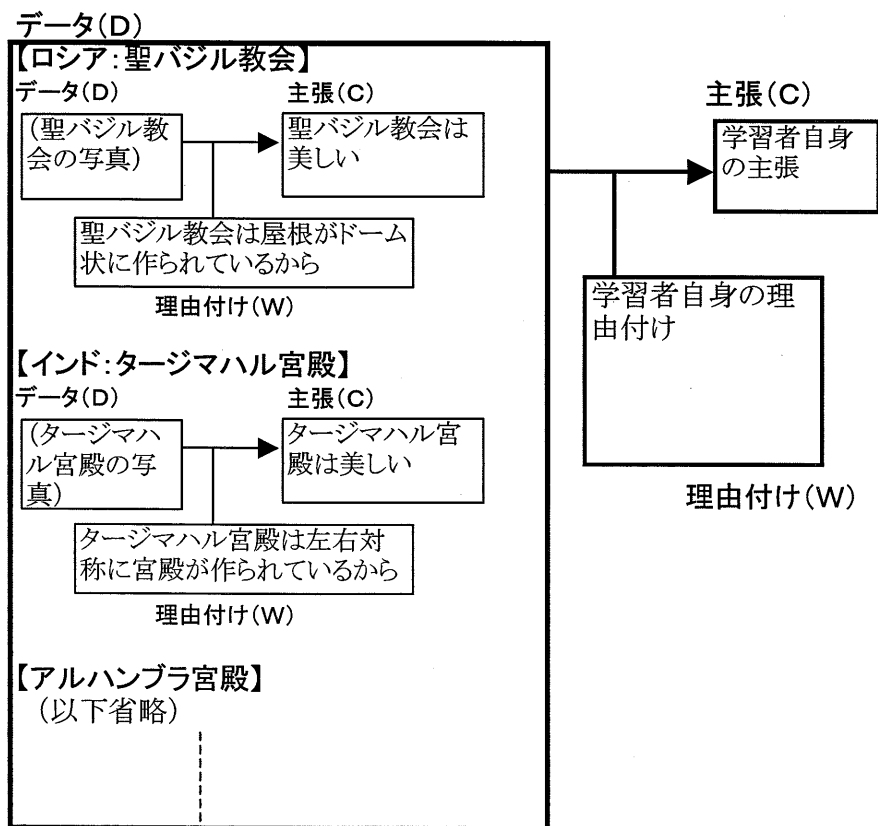 データ(D)
【ロシア:聖バジル教会】
データ(D)
主張(C)
(聖バジル教
会の写真)
聖バジル教会は
美しい
聖バジル教会は屋根がドーム
状に作られているから
理由付け(W)
【インド:タージマハル宮殿】
データ(D)
主張(C)
(タージマハ
ル宮殿の写
真)
タージマハル宮
殿は美しい
タージマハル宮殿は左右対
称に宮殿が作られているから
理由付け(W)
【アルハンブラ宮殿】
(以下省略)
主張(C)
学習者自身
の主張
学習者自身の理
由付け
理由付け(W)